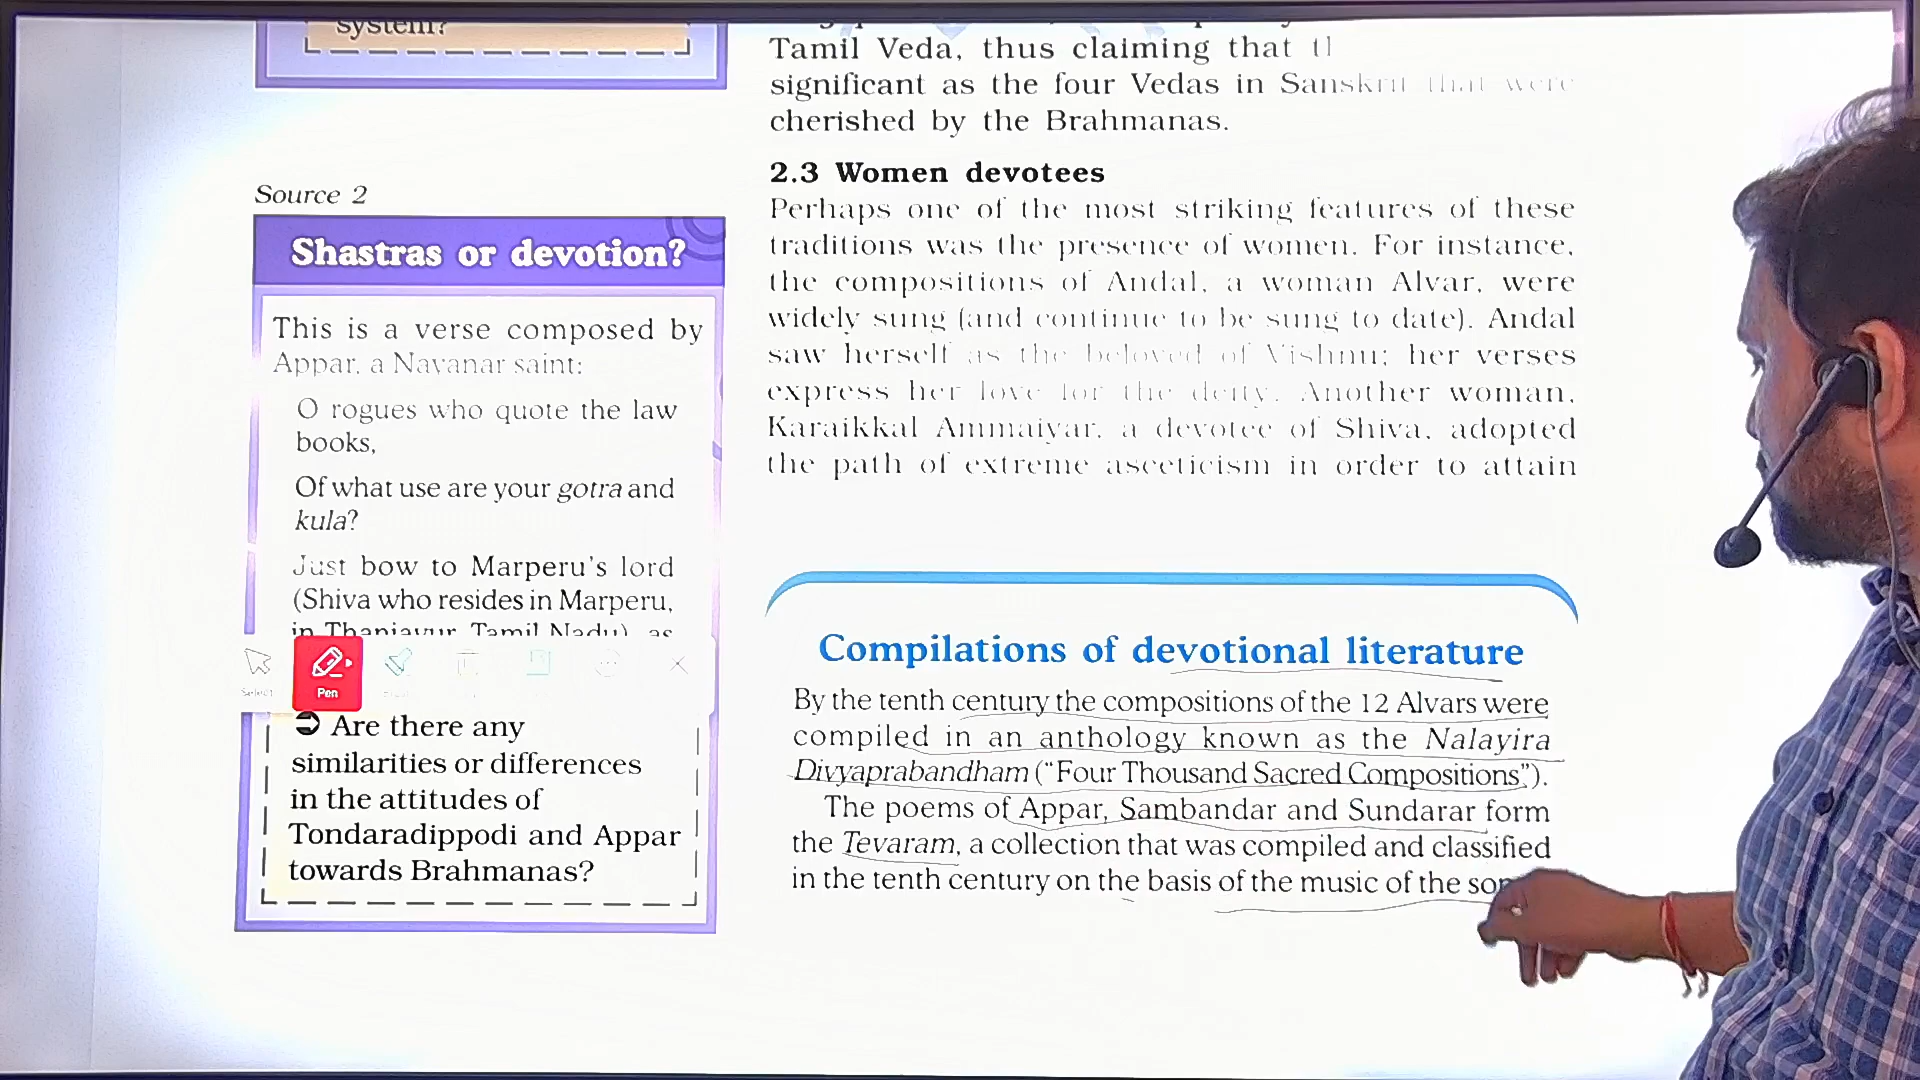 system?
Source 2
Shastras or devotion?
This is a verse composed by
Appar, a Nayanar saint:
O rogues who quote the law
books,
Of what use are your gotra and
kula?
Just bow to Marperu's lord
(Shiva who resides in Marperu,
in Thanjavur, Tamil Nadu) as
Select
Pen
➲ Are there any
similarities or differences
in the attitudes of
Tondaradippodi and Appar
towards Brahmanas?
Tamil Veda, thus claiming that
significant as the four Vedas in Sanskrit that were
cherished by the Brahmanas.
2.3 Women devotees
Perhaps one of the most striking features of these
traditions was the presence of women. For instance,
the compositions of Andal, a woman Alvar, were
widely sung (and continue to be sung to date). Andal
saw herself as the beloved of Vishnu; her verses
express her love for the deity. Another woman,
Karaikkal Ammaiyar, a devotee of Shiva, adopted
the path of extreme asceticism in order to attain
Compilations of devotional literature
By the tenth century the compositions of the 12 Alvars were
compiled in an anthology known as the Nalayira
Divyaprabandham ("Four Thousand Sacred Compositions").
The poems of Appar, Sambandar and Sundarar form
the Tevaram, a collection that was compiled and classified
in the tenth century on the basis of the music of the